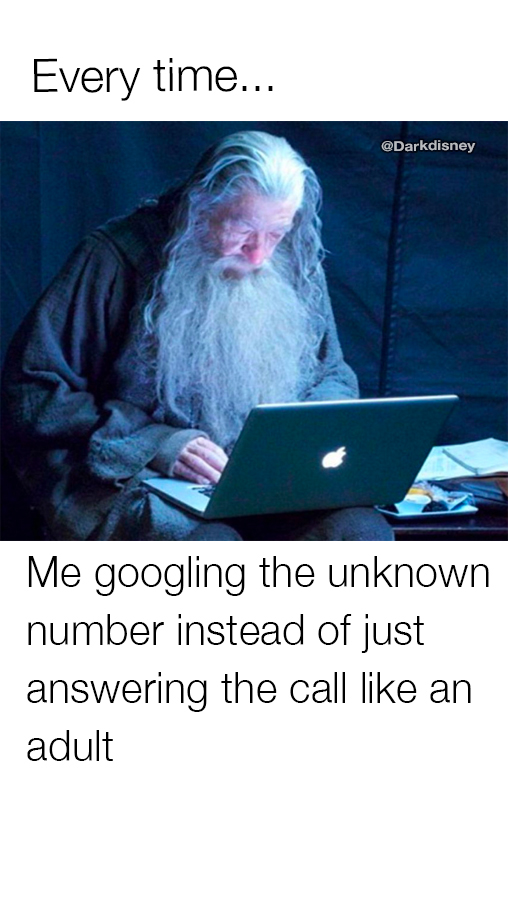 Every time...
@Darkdisney
Me googling the unknown
number instead of just
answering the call like an
adult